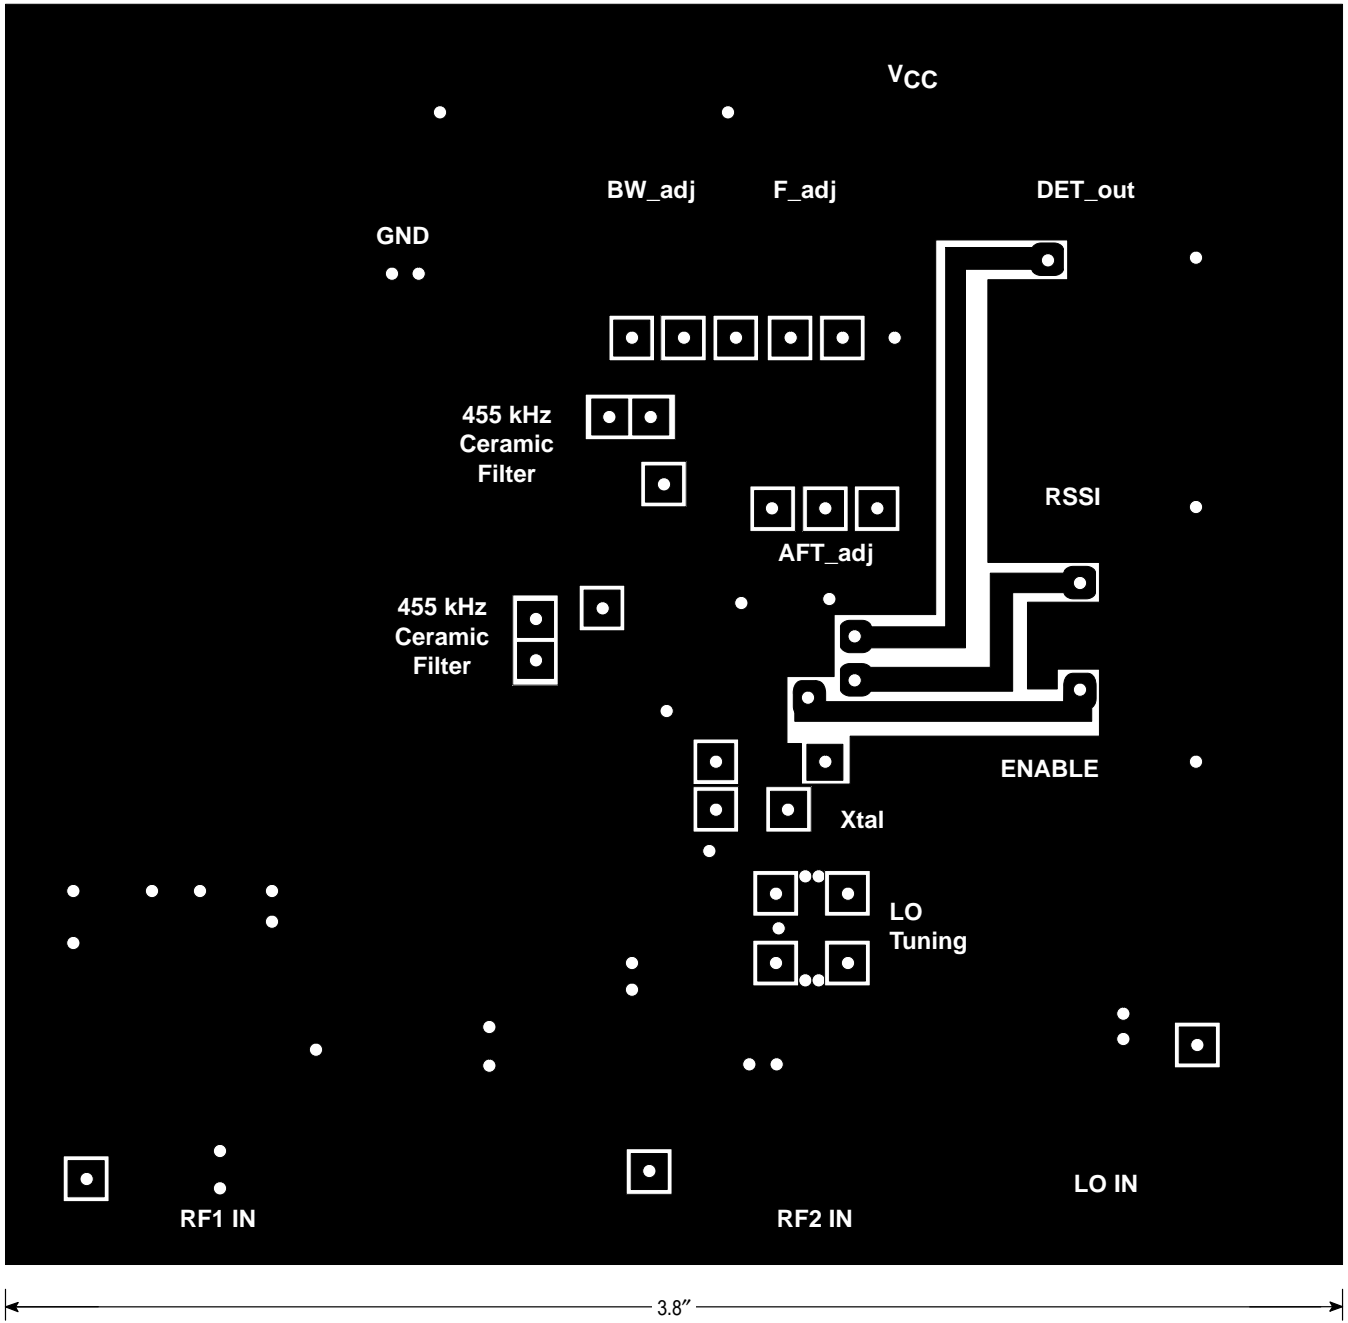 VCC
BW_adj
F_adj
DET_out
GND
455 kHz
Ceramic
Filter
RSSI
AFT_adj
455 kHz
Ceramic
Filter
ENABLE
Xtal
LO
Tuning
LO IN
RF1 IN
RF2 IN
3.8″